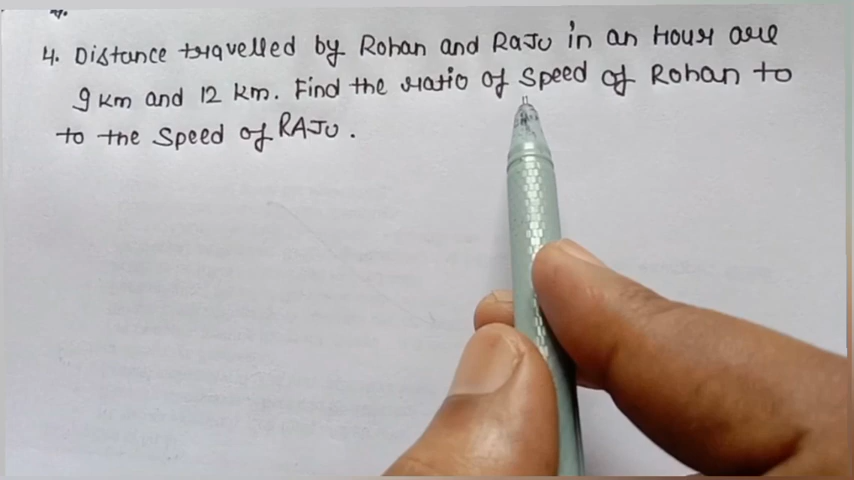 4. Distance travelled by Rohan and RaJu in an Hour are
9 km and 12 km. Find the ratio of speed of Rohan to
to the speed of RAJU.